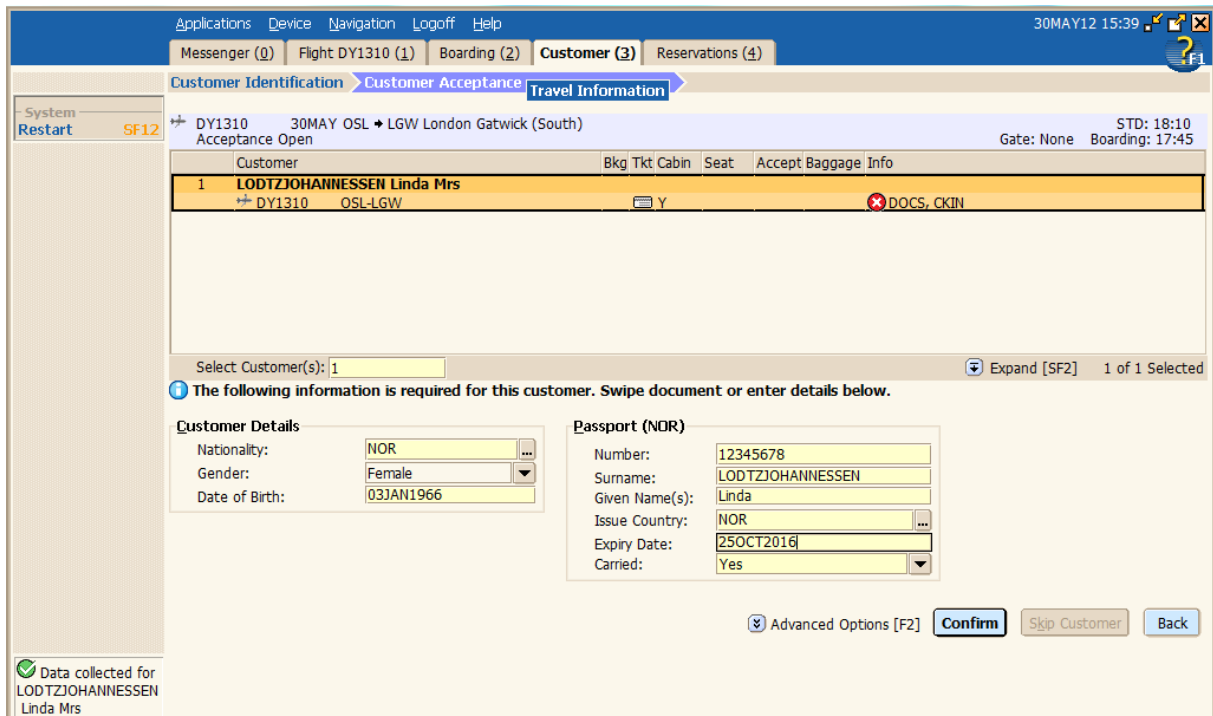 Applications Device Navigation Logoff Help 30MAY12 15:39
Messenger (0) Flight DY1310 (1) Boarding (2) Customer (3) Reservations (4)
?F1
Customer Identification Customer Acceptance Travel Information
System
Restart SF12
DY1310 30MAY OSL LGW London Gatwick (South) STD: 18:10
Acceptance Open Gate: None Boarding: 17:45
Customer Bkg Tkt Cabin Seat Accept Baggage Info
1 LODTZJOHANNESSEN Linda Mrs
DY1310 OSL-LGW Y DOCS, CKIN
Select Customer(s): 1 Expand [SF2] 1 of 1 Selected
The following information is required for this customer. Swipe document or enter details below.
Customer Details
Nationality: NOR ...
Gender: Female
Date of Birth: 03JAN1966
Passport (NOR)
Number: 12345678
Surname: LODTZJOHANNESSEN
Given Name(s): Linda
Issue Country: NOR ...
Expiry Date: 25OCT2016
Carried: Yes
Advanced Options [F2] Confirm Skip Customer Back
Data collected for
LODTZJOHANNESSEN
Linda Mrs